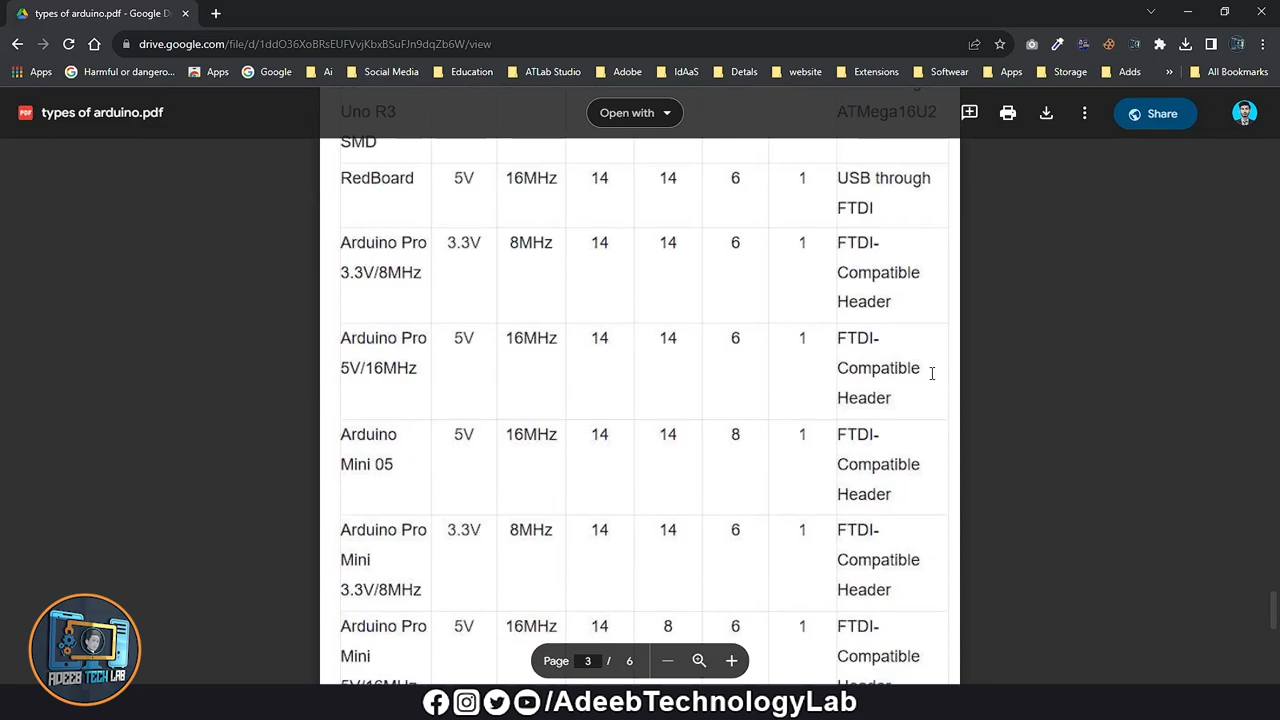 types of arduino.pdf - Google D
drive.google.com/file/d/1ddO36XoBRsEUFVvjKbxBSuFJn9dqZb6W/view
Apps Harmful or dangero... Apps Google Ai Social Media Education ATLab Studio Adobe IdAaS Detals website Extensions Softwear Apps Storage Adds » All Bookmarks
PDF types of arduino.pdf Open with Share
Uno R3 ATMega16U2
SMD
RedBoard 5V 16MHz 14 14 6 1 USB through
FTDI
Arduino Pro 3.3V 8MHz 14 14 6 1 FTDI-
3.3V/8MHz Compatible
Header
Arduino Pro 5V 16MHz 14 14 6 1 FTDI-
5V/16MHz Compatible
Header
Arduino 5V 16MHz 14 14 8 1 FTDI-
Mini 05 Compatible
Header
Arduino Pro 3.3V 8MHz 14 14 6 1 FTDI-
Mini Compatible
3.3V/8MHz Header
Arduino Pro 5V 16MHz 14 8 6 1 FTDI-
Mini Compatible
5V/16MHz Header
Page 3 / 6
ADEEB TECH LAB
/AdeebTechnologyLab